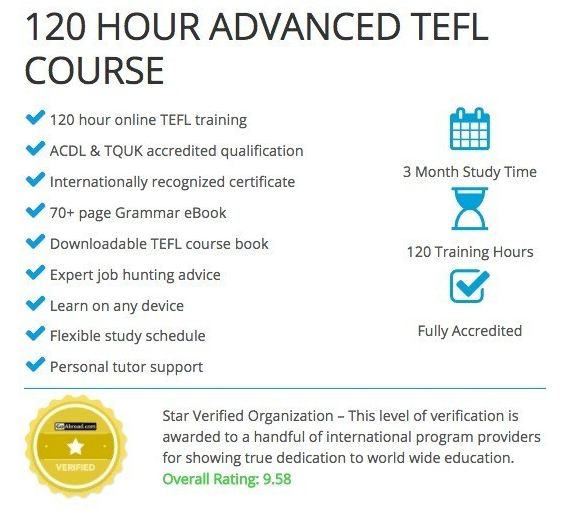 120 HOUR ADVANCED TEFL
COURSE
120 hour online TEFL training
ACDL & TQUK accredited qualification
Internationally recognized certificate
70+ page Grammar eBook
Downloadable TEFL course book
Expert job hunting advice
Learn on any device
Flexible study schedule
Personal tutor support
3 Month Study Time
120 Training Hours
Fully Accredited
GoAbroad.com
VERIFIED
Star Verified Organization – This level of verification is
awarded to a handful of international program providers
for showing true dedication to world wide education.
Overall Rating: 9.58